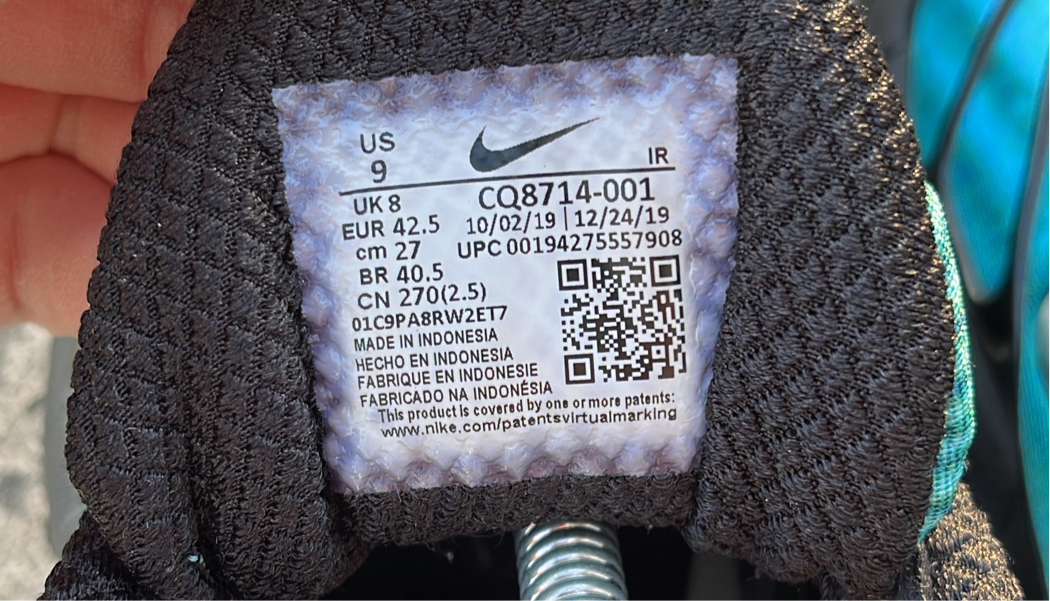 US
9
IR
UK 8
CQ8714-001
EUR 42.5
10/02/19 | 12/24/19
cm 27
UPC 00194275557908
BR 40.5
CN 270(2.5)
01C9PA8RW2ET7
MADE IN INDONESIA
HECHO EN INDONESIA
FABRIQUE EN INDONESIE
FABRICADO NA INDONÉSIA
This product is covered by one or more patents:
www.nike.com/patentsvirtualmarking